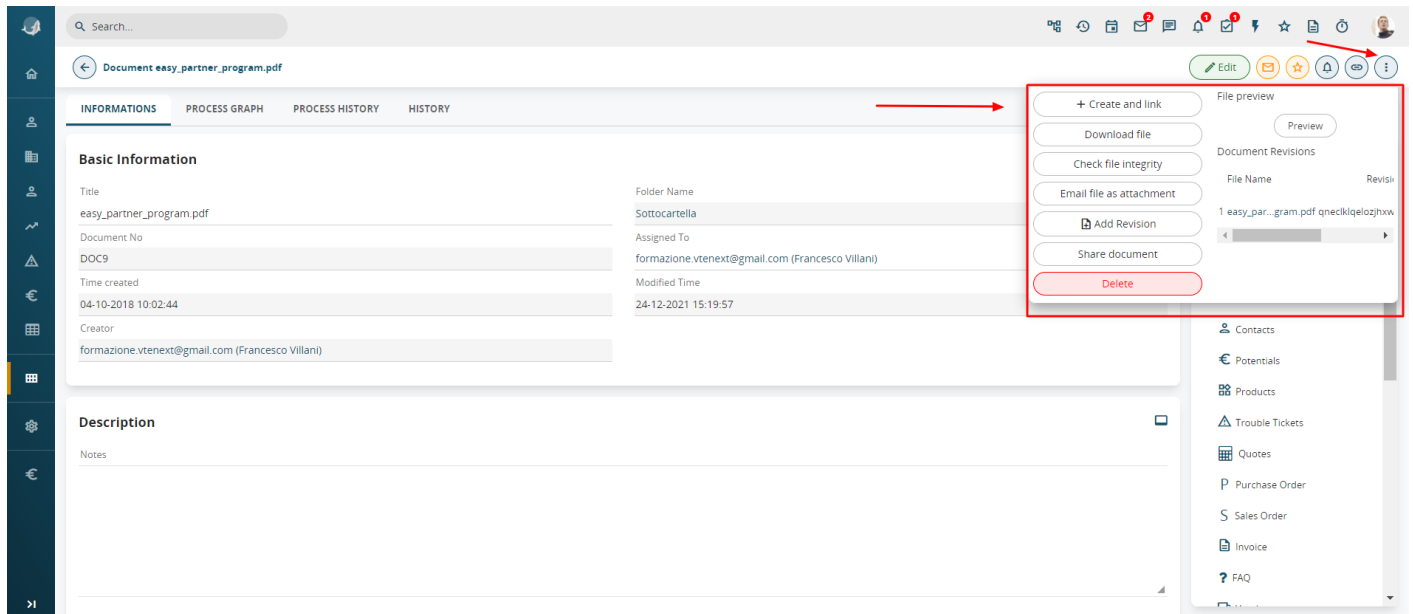 Search...
2
1
1
Document easy_partner_program.pdf
Edit
INFORMATIONS PROCESS GRAPH PROCESS HISTORY HISTORY
Basic Information
Title
easy_partner_program.pdf
Folder Name
Sottocartella
Document No
DOC9
Assigned To
formazione.vtenext@gmail.com (Francesco Villani)
Time created
04-10-2018 10:02:44
Modified Time
24-12-2021 15:19:57
Creator
formazione.vtenext@gmail.com (Francesco Villani)
Description
Notes
+ Create and link
Download file
Check file integrity
Email file as attachment
Add Revision
Share document
Delete
File preview
Preview
Document Revisions
File Name Revisi
1 easy_par...gram.pdf qneclklqelozjhxw
Contacts
Potentials
Products
Trouble Tickets
Quotes
P Purchase Order
S Sales Order
Invoice
? FAQ